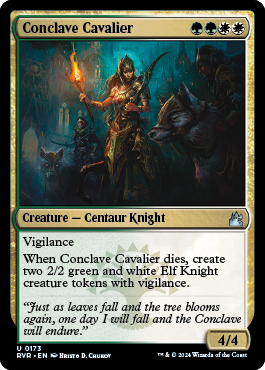 Conclave Cavalier
Creature — Centaur Knight
Vigilance
When Conclave Cavalier dies, create
two 2/2 green and white Elf Knight
creature tokens with vigilance.
"Just as leaves fall and the tree blooms
again, one day I will fall and the Conclave
will endure."
4/4
U 0173
RVR • EN Hristo D. Chukov
™ & © 2024 Wizards of the Coast